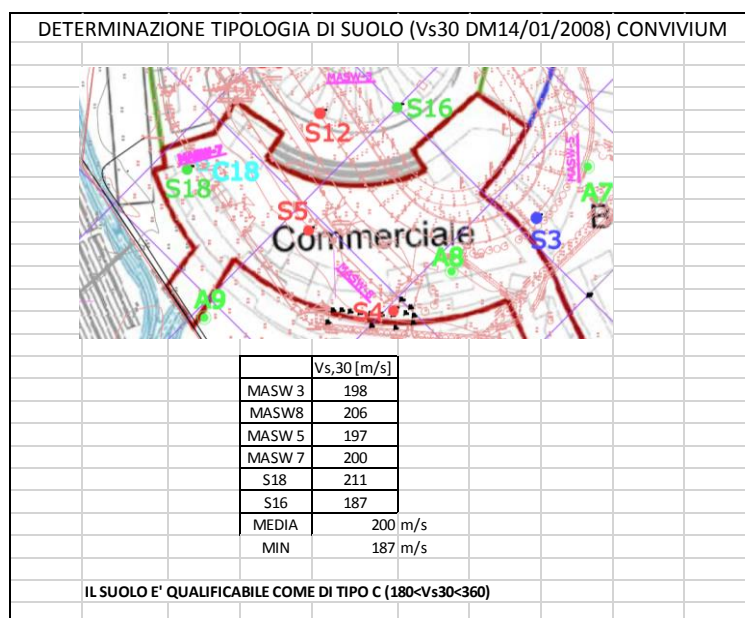 DETERMINAZIONE TIPOLOGIA DI SUOLO (Vs30 DM14/01/2008) CONVIVIUM
MASW-3
S12
S16
MASW-7
C18
S18
MASW-5
A7
S5
Commerciale
S3
B
A8
MASW-8
A9
S4
Vs,30 [m/s]
MASW 3 198
MASW8 206
MASW 5 197
MASW 7 200
S18 211
S16 187
MEDIA 200 m/s
MIN 187 m/s
IL SUOLO E' QUALIFICABILE COME DI TIPO C (180<Vs30<360)